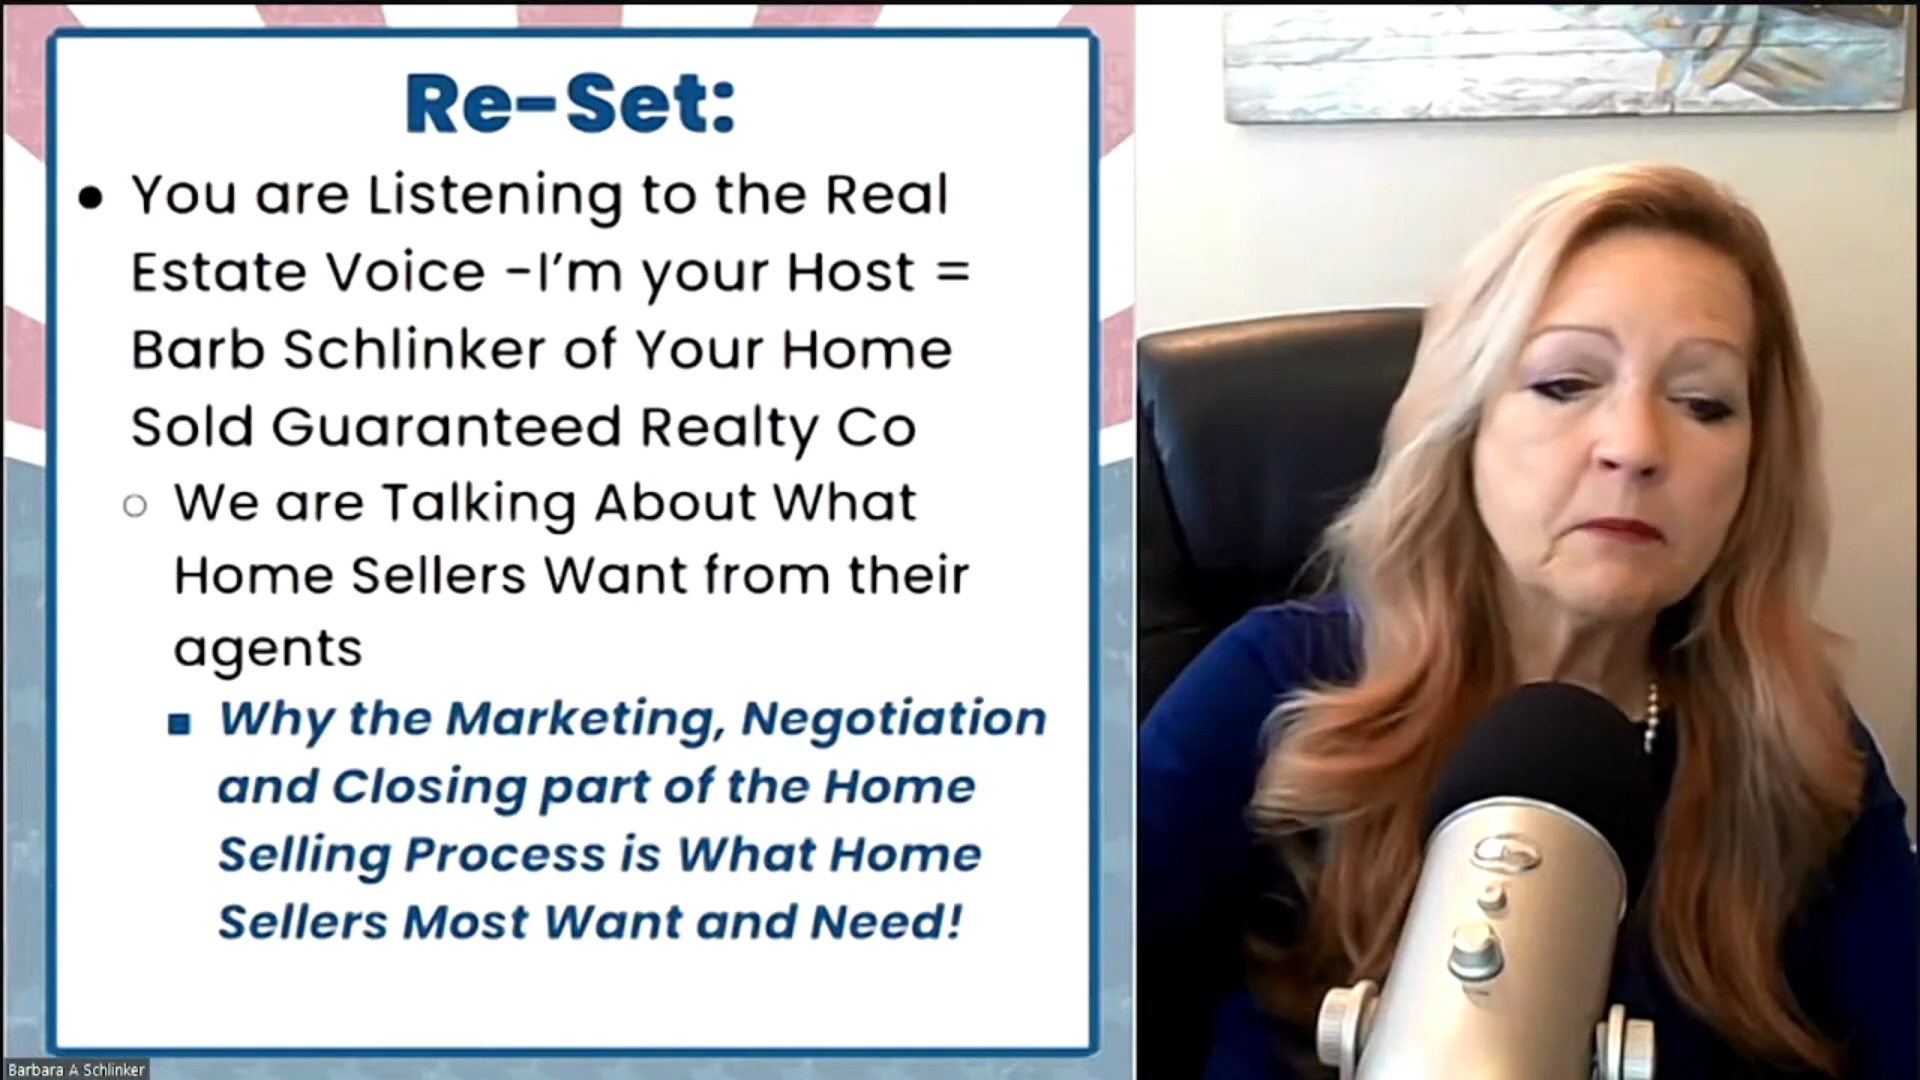 Re-Set:
● You are Listening to the Real
Estate Voice -I'm your Host =
Barb Schlinker of Your Home
Sold Guaranteed Realty Co
○ We are Talking About What
Home Sellers Want from their
agents
■ Why the Marketing, Negotiation
and Closing part of the Home
Selling Process is What Home
Sellers Most Want and Need!
Barbara A Schlinker